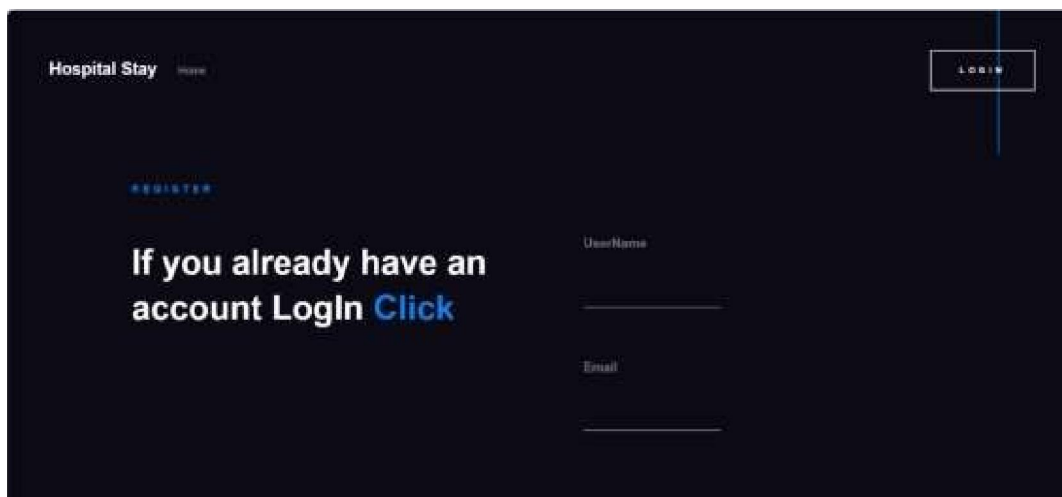 Hospital Stay
Home
LOGIN
REGISTER
If you already have an
account LogIn Click
UserName
Email